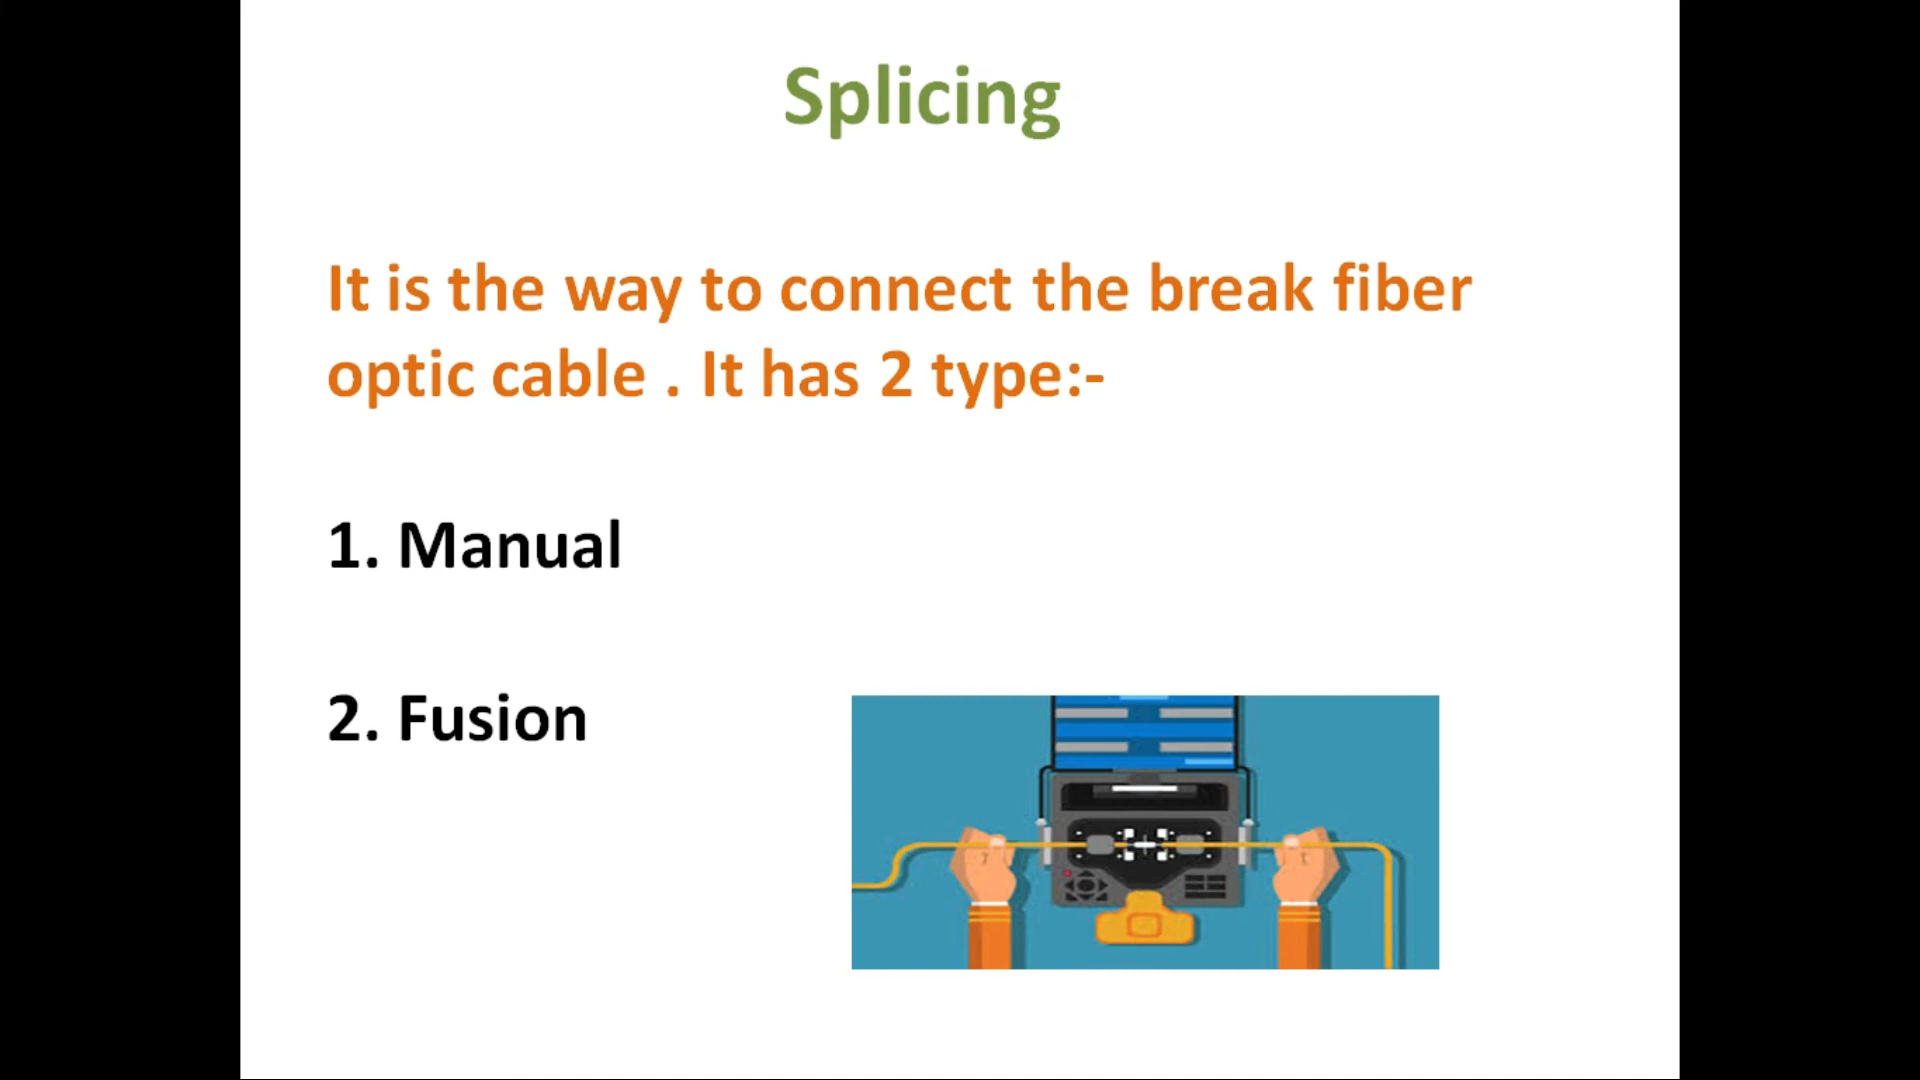 Splicing
It is the way to connect the break fiber
optic cable . It has 2 type:-
1. Manual
2. Fusion